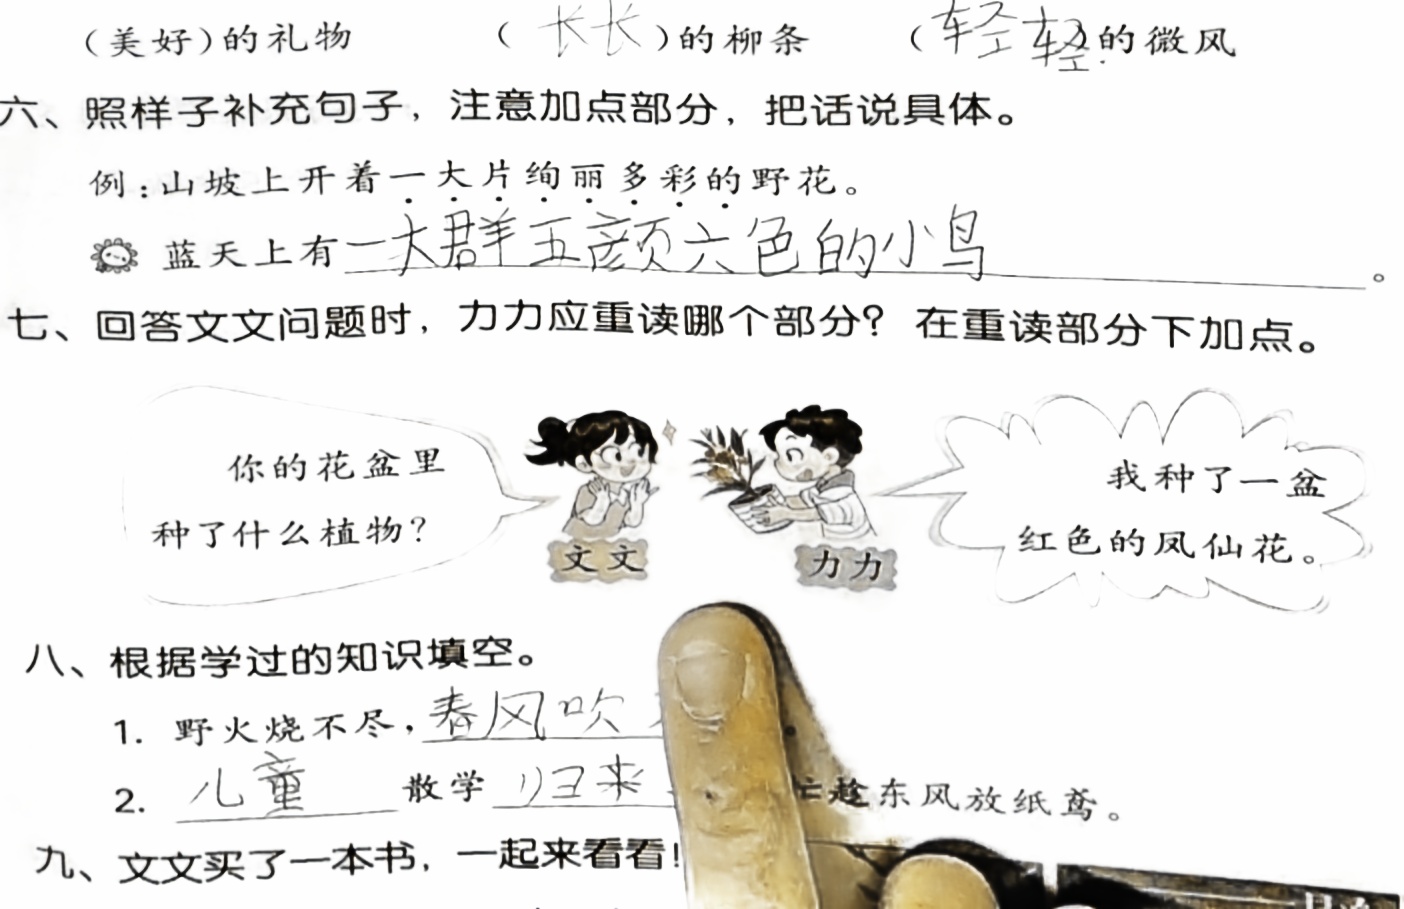 （美好）的礼物 （长长）的柳条 （轻轻）的微风
六、照样子补充句子，注意加点部分，把话说具体。
例：山坡上开着一大片绚丽多彩的野花。
蓝天上有一大群五颜六色的小鸟。
七、回答文文问题时，力力应重读哪个部分？在重读部分下加点。
你的花盆里
种了什么植物？
文文
力力
我种了一盆
红色的凤仙花。
八、根据学过的知识填空。
1. 野火烧不尽，春风吹
2. 儿童散学归来 忙趁东风放纸鸢。
九、文文买了一本书，一起来看看！